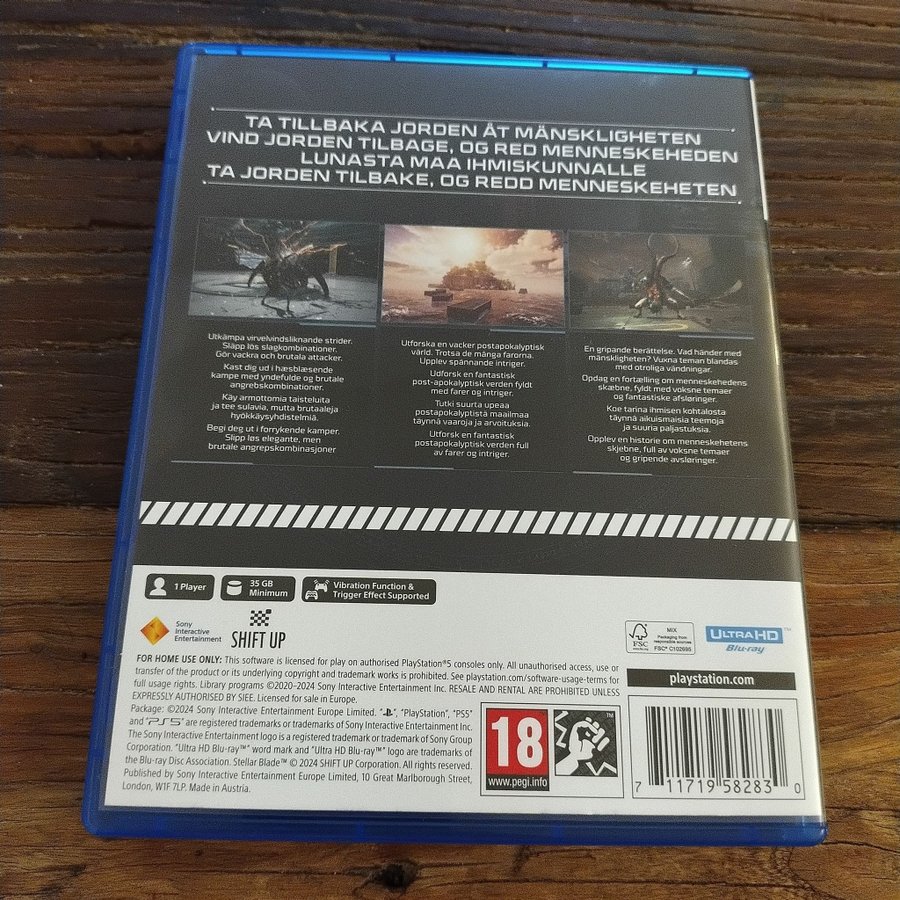 TA TILLBAKA JORDEN ÅT MÄNSKLIGHETEN
VIND JORDEN TILBAGE, OG RED MENNESKEHEDEN
LUNASTA MAA IHMISKUNNALLE
TA JORDEN TILBAKE, OG REDD MENNESKEHETEN
Utkämpa virvelvindsliknande strider.
Släpp lös slagkombinationer.
Gör vackra och brutala attacker.
Kast dig ud i hæsblæsende
kampe med yndefulde og brutale
angrebskombinationer.
Käy armottomia taisteluita
ja tee sulavia, mutta brutaaleja
hyökkäysyhdistelmiä.
Begi deg ut i forrykende kamper.
Slipp løs elegante, men
brutale angrepskombinasjoner
Utforska en vacker postapokalyptisk
värld. Trotsa de många farorna.
Upplev spännande intriger.
Udforsk en fantastisk
post-apokalyptisk verden fyldt
med farer og intriger.
Tutki suurta upeaa
postapokalyptistä maailmaa
täynnä vaaroja ja arvoituksia.
Utforsk en fantastisk
postapokalyptisk verden full
av farer og intriger.
En gripande berättelse. Vad händer med
mänskligheten? Vuxna teman blandas
med otroliga vändningar.
Opdag en fortælling om menneskehedens
skæbne, fyldt med voksne temaer
og fantastiske afsløringer.
Koe tarina ihmisen kohtalosta
täynnä aikuismaisia teemoja
ja suuria paljastuksia.
Opplev en historie om menneskehetens
skjebne, full av voksne temaer
og gripende avsløringer.
1 Player
35 GB
Minimum
Vibration Function &
Trigger Effect Supported
Sony
Interactive
Entertainment
SHIFT UP
FSC
MIX
Packaging from
responsible sources
FSC® C102695
ULTRA HD™
Blu-ray
playstation.com
FOR HOME USE ONLY: This software is licensed for play on authorised PlayStation®5 consoles only. All unauthorised access, use or
transfer of the product or its underlying copyright and trademark works is prohibited. See playstation.com/software-usage-terms for
full usage rights. Library programs ©2020-2024 Sony Interactive Entertainment Inc. RESALE AND RENTAL ARE PROHIBITED UNLESS
EXPRESSLY AUTHORISED BY SIEE. Licensed for sale in Europe.
Package: ©2024 Sony Interactive Entertainment Europe Limited. "", "PlayStation", "PS5"
and "PS5" are registered trademarks or trademarks of Sony Interactive Entertainment Inc.
The Sony Interactive Entertainment logo is a registered trademark or trademark of Sony Group
Corporation. "Ultra HD Blu-ray™" word mark and "Ultra HD Blu-ray™" logo are trademarks of
the Blu-ray Disc Association. Stellar Blade™ © 2024 SHIFT UP Corporation. All rights reserved.
Published by Sony Interactive Entertainment Europe Limited, 10 Great Marlborough Street,
London, W1F 7LP. Made in Austria.
18
www.pegi.info
TM
7 11719 58283 0